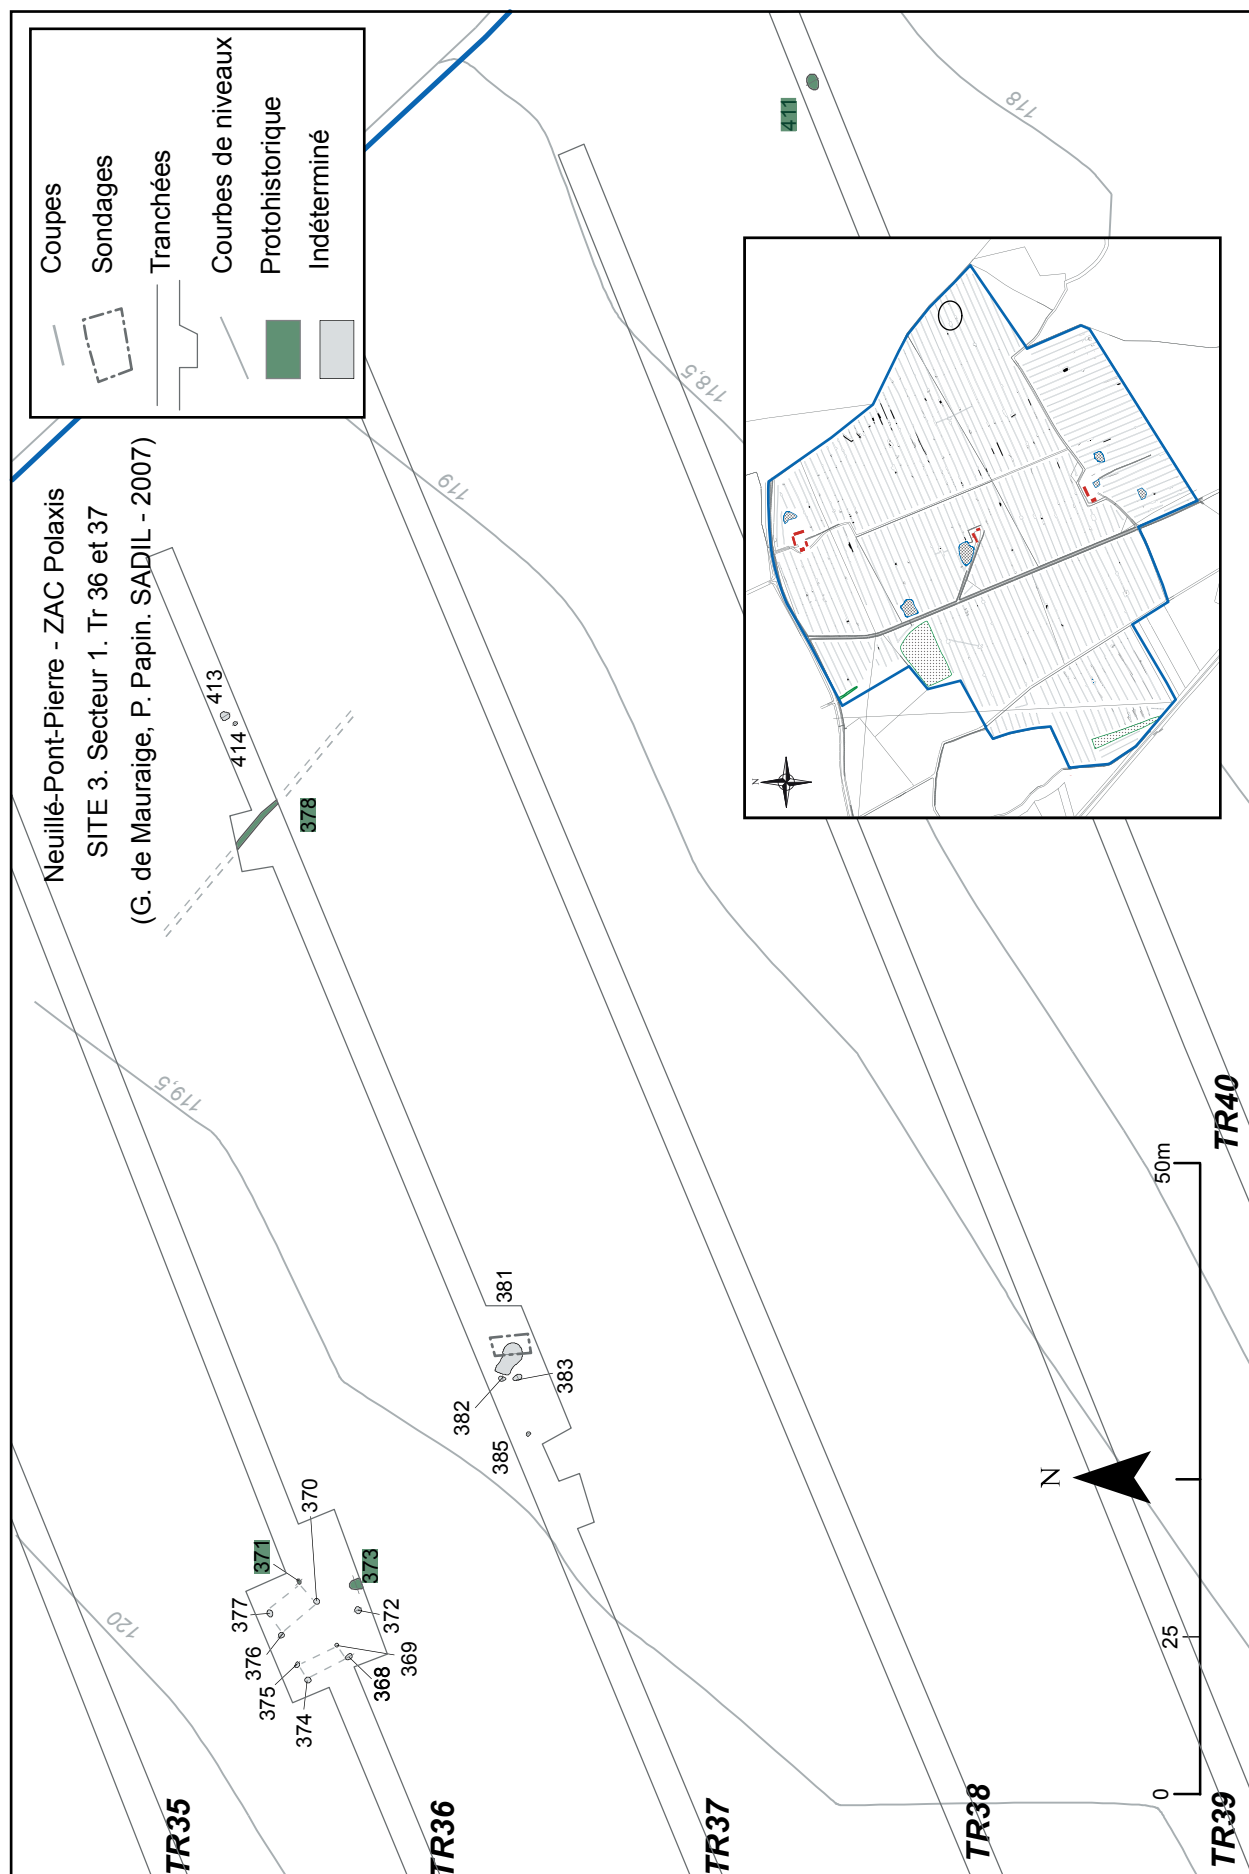 Neuillé-Pont-Pierre - ZAC Polaxis
SITE 3. Secteur 1. Tr 36 et 37
(G. de Mauraige, P. Papin. SADIL - 2007)
Coupes
Sondages
Tranchées
Courbes de niveaux
Protohistorique
Indéterminé
120
119,5
119
118,5
118
TR35
TR36
TR37
TR38
TR39
TR40
377
376
375
374
371
370
373
372
369
368
413
414
378
381
382
383
385
411
N
0
25
50m
N